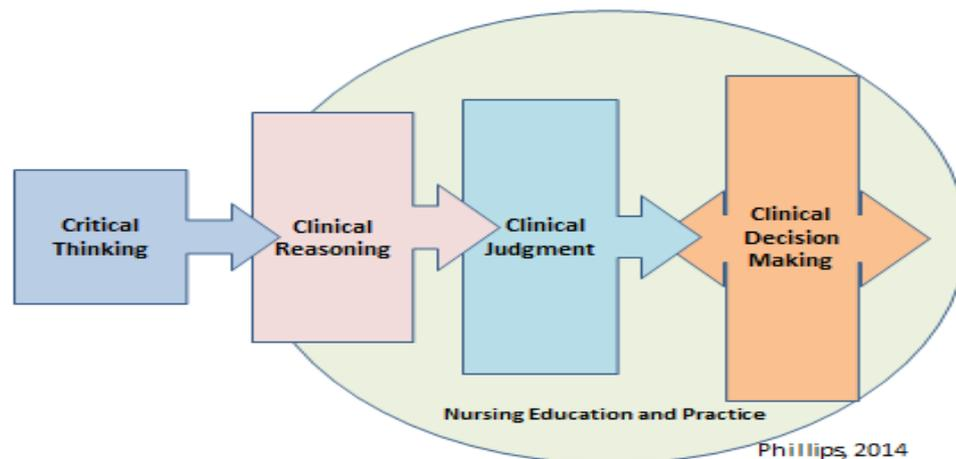 Critical
Thinking
Clinical
Reasoning
Clinical
Judgment
Clinical
Decision
Making
Nursing Education and Practice
Phillips, 2014